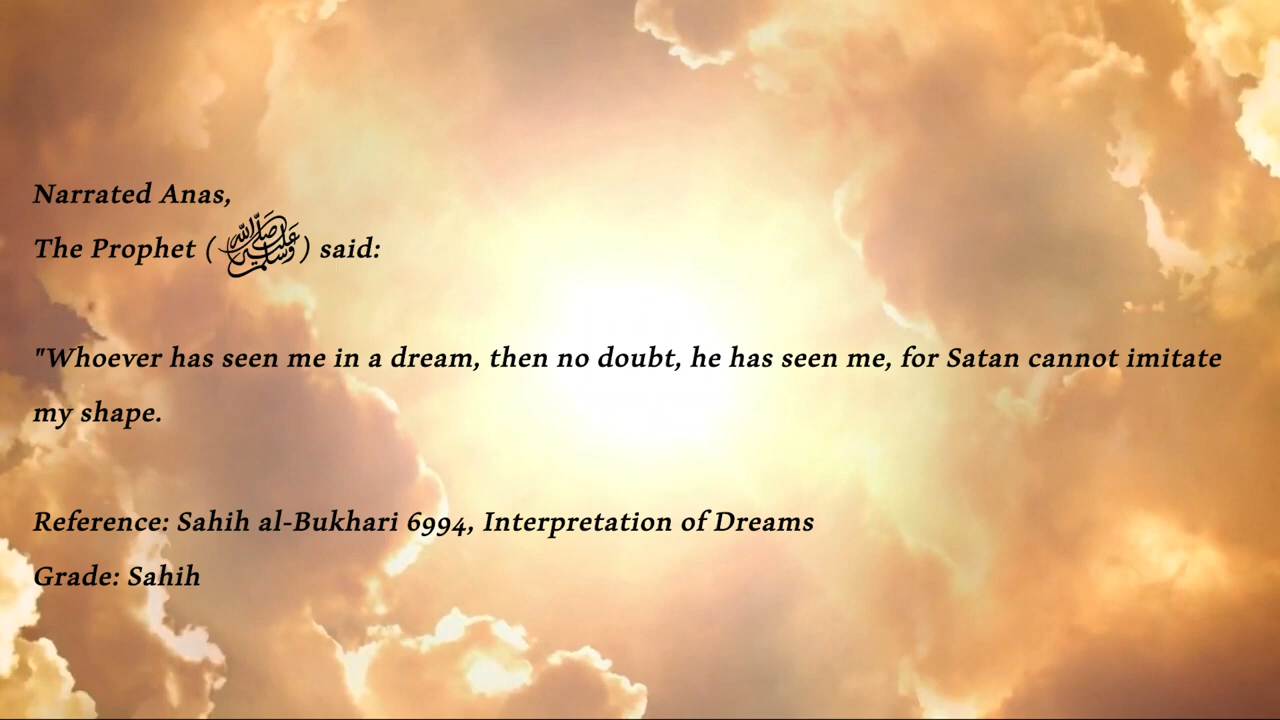 Narrated Anas,
The Prophet (ﷺ) said:
"Whoever has seen me in a dream, then no doubt, he has seen me, for Satan cannot imitate
my shape.
Reference: Sahih al-Bukhari 6994, Interpretation of Dreams
Grade: Sahih